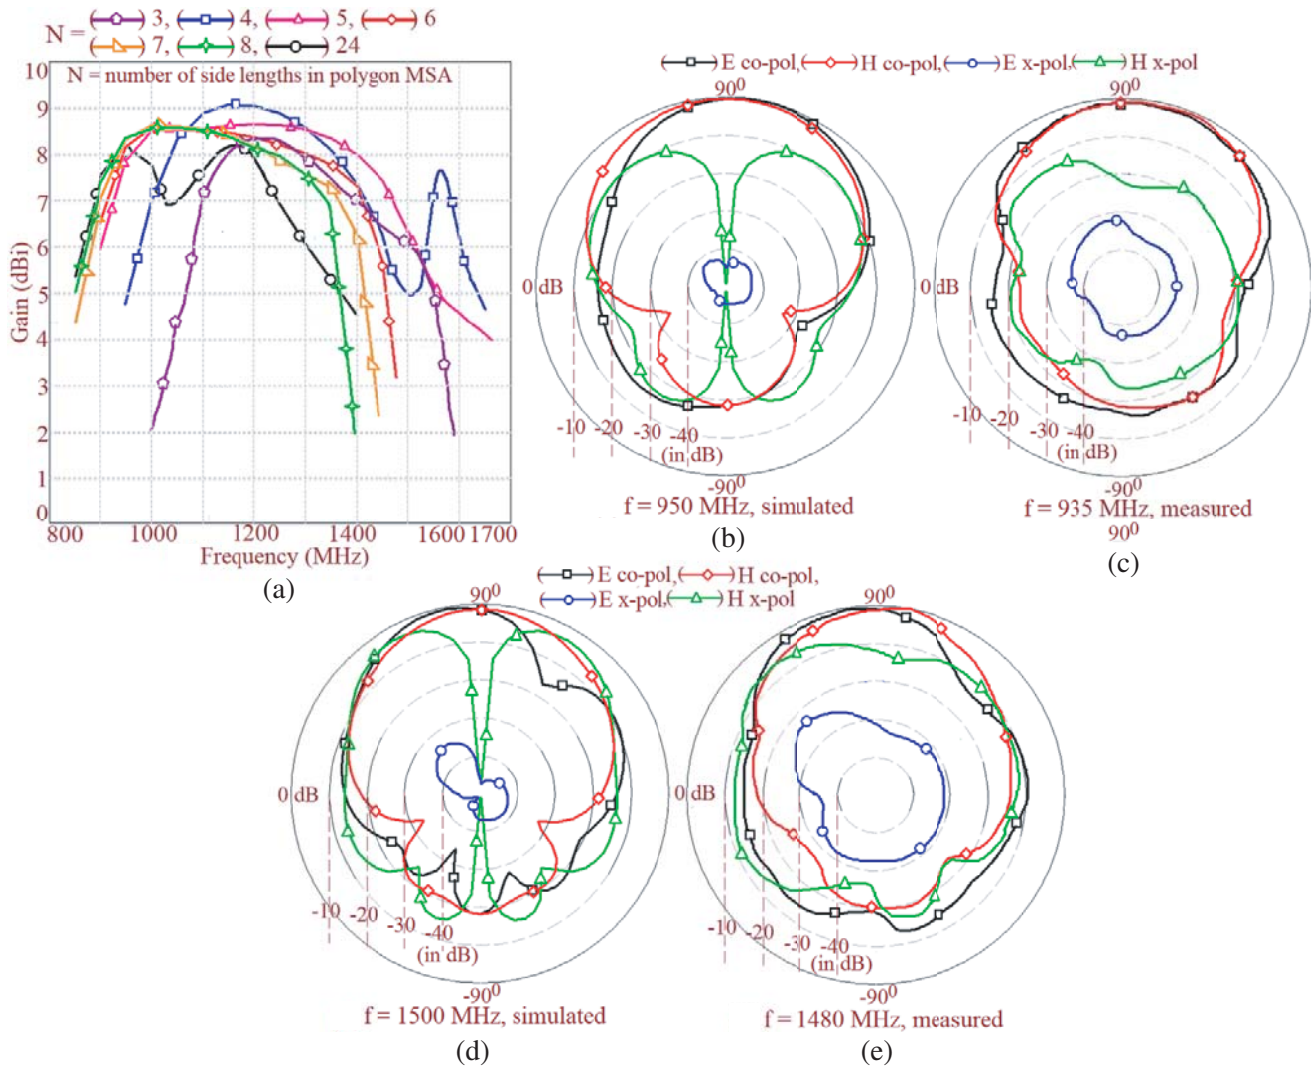 N = 3, 4, 5, 6
7, 8, 24
N = number of side lengths in polygon MSA
10
9
8
7
6
5
4
3
2
1
0
Gain (dBi)
800 1000 1200 1400 1600 1700
Frequency (MHz)
(a)
E co-pol, H co-pol, E x-pol, H x-pol
90⁰
0 dB
-10 -20 -30 -40
(in dB)
-90⁰
f = 950 MHz, simulated
(b)
90⁰
0 dB
-10 -20 -30 -40
(in dB)
-90⁰
f = 935 MHz, measured
90⁰
(c)
E co-pol, H co-pol,
E x-pol, H x-pol
90⁰
0 dB
-10 -20 -30 -40
(in dB)
-90⁰
f = 1500 MHz, simulated
(d)
0 dB
-10 -20 -30 -40
(in dB)
-90⁰
f = 1480 MHz, measured
(e)